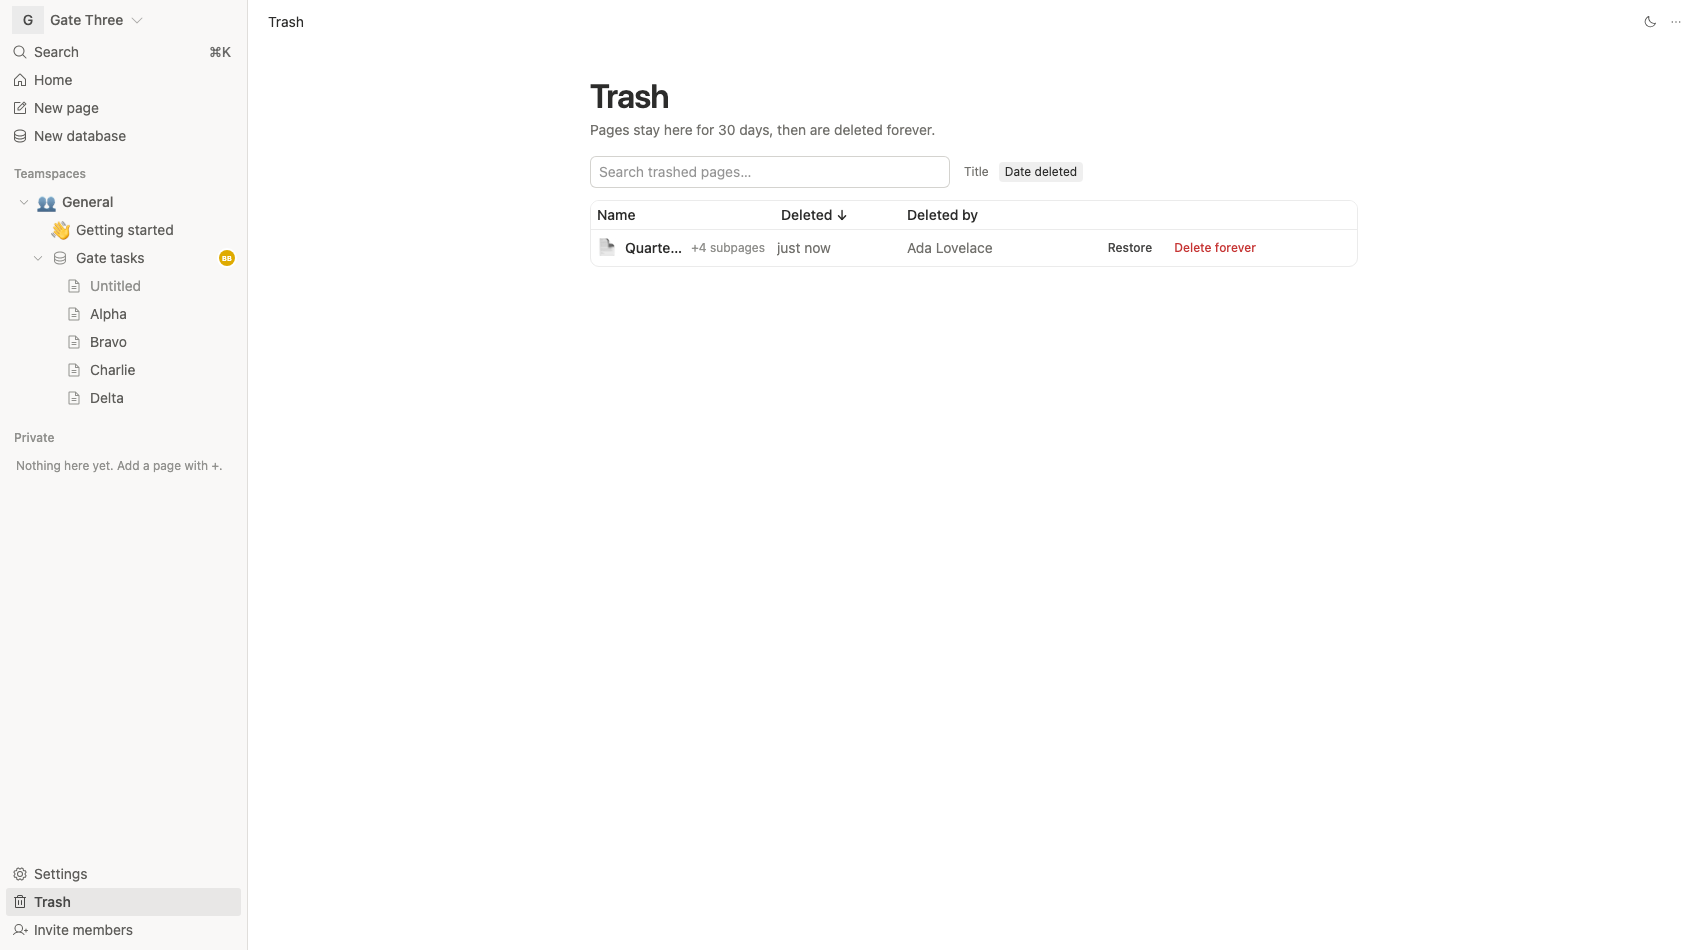 G Gate Three
Search ⌘K
Home
New page
New database
Teamspaces
General
Getting started
Gate tasks BB
Untitled
Alpha
Bravo
Charlie
Delta
Private
Nothing here yet. Add a page with +.
Settings
Trash
Invite members
Trash
Trash
Pages stay here for 30 days, then are deleted forever.
Search trashed pages... Title Date deleted
Name Deleted ↓ Deleted by
Quarte... +4 subpages just now Ada Lovelace Restore Delete forever